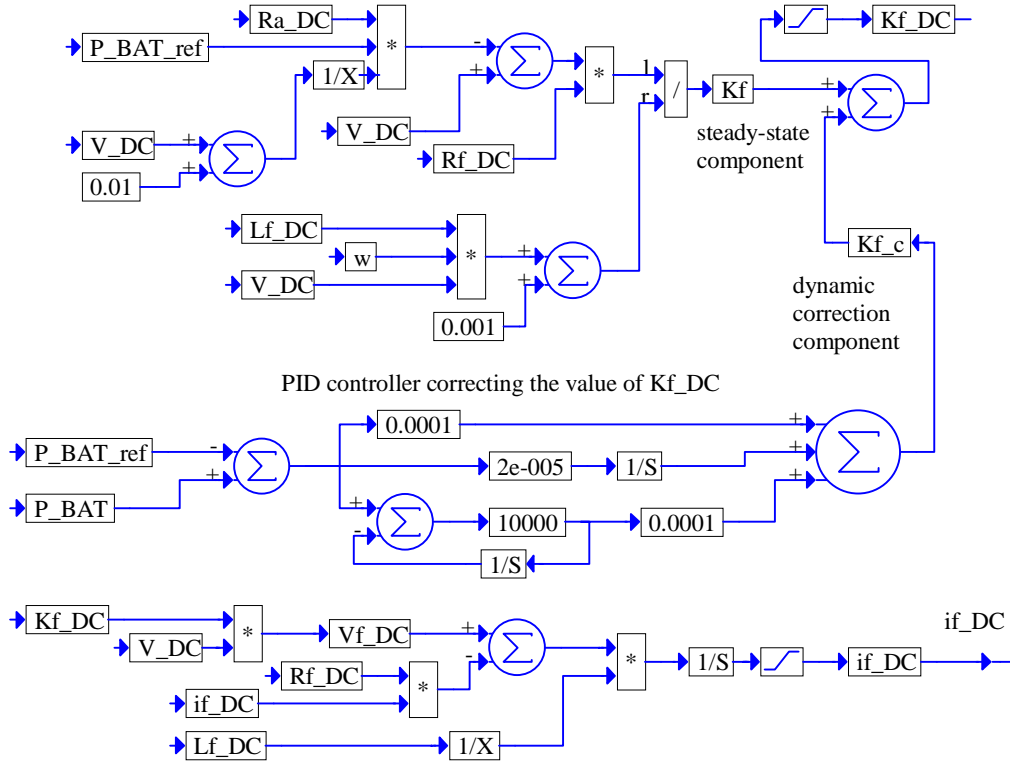 Ra_DC
*
-
Kf_DC
P_BAT_ref
1/X
+
Σ
*
l
r
/
Kf
+
+
Σ
V_DC
+
+
Σ
0.01
V_DC
Rf_DC
steady-state
component
Lf_DC
w
V_DC
*
+
+
Σ
0.001
Kf_c
dynamic
correction
component
PID controller correcting the value of Kf_DC
P_BAT_ref
-
+
Σ
P_BAT
0.0001
2e-005
1/S
+
+
+
Σ
+
-
Σ
10000
0.0001
1/S
Kf_DC
V_DC
*
Vf_DC
+
-
Σ
Rf_DC
if_DC
*
Lf_DC
1/X
*
1/S
if_DC
if_DC